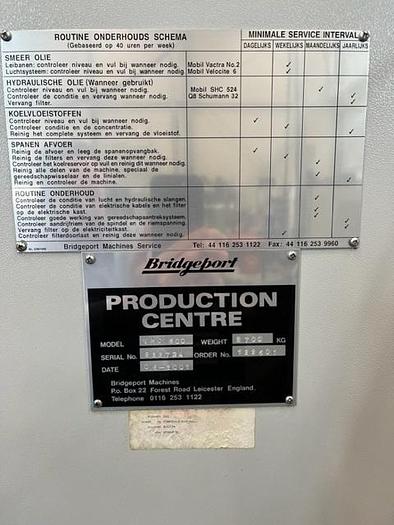 ROUTINE ONDERHOUDS SCHEMA
(Gebaseerd op 40 uren per week)
MINIMALE SERVICE INTERVAL
DAGELIJKS WEKELIJKS MAANDELIJKS JAARLIJKS
SMEER OLIE
Leibanen: controleer niveau en vul bij wanneer nodig. Mobil Vactra No.2 ✓
Luchtsysteem: controleer niveau en vul bij wanneer nodig. Mobil Velocite 6 ✓
HYDRAULISCHE OLIE (Wanneer gebruikt)
Controleer niveau en vul bij wanneer nodig. Mobil SHC 524 ✓
Controleer de conditie en vervang wanneer nodig. Q8 Schumann 32 ✓
Vervang filter. ✓
KOELVLOEISTOFFEN
Controleer niveau en vul bij wanneer nodig. ✓
Controleer conditie en de concentratie. ✓
Reinig het complete systeem en vervang de vloeistof. ✓
SPANEN AFVOER
Reinig de afvoer en leeg de spanenopvangbak. ✓
Reinig de filters en vervang deze wanneer nodig. ✓
Controleer het koelreservoir op vuil en reinig dit wanneer nodig. ✓
Reinig alle delen van de machine, speciaal de
gereedschapwisselaar en de linialen. ✓
Reinig en controleer de machine. ✓
ROUTINE ONDERHOUD
Controleer de conditie van lucht en hydraulische slangen. ✓
Controleer de conditie van elektrische kabels en het filter
op de elektrische kast. ✓
Controleer goede werking van gereedschapaantreksysteem. ✓
Controleer aandrijfriem van de spindel en de riemspanning. ✓
Vervang filter op de elektriciteitkast. ✓
Controleer filterdoorlaat en vervang deze wanneer nodig. ✓
Bridgeport Machines Service Tel: 44 116 253 1122 Fax: 44 116 253 9960
Bridgeport
PRODUCTION
CENTRE
MODEL WEIGHT KG
SERIAL No. ORDER No.
DATE
Bridgeport Machines
P.o. Box 22 Forest Road Leicester England.
Telephone 0116 253 1122